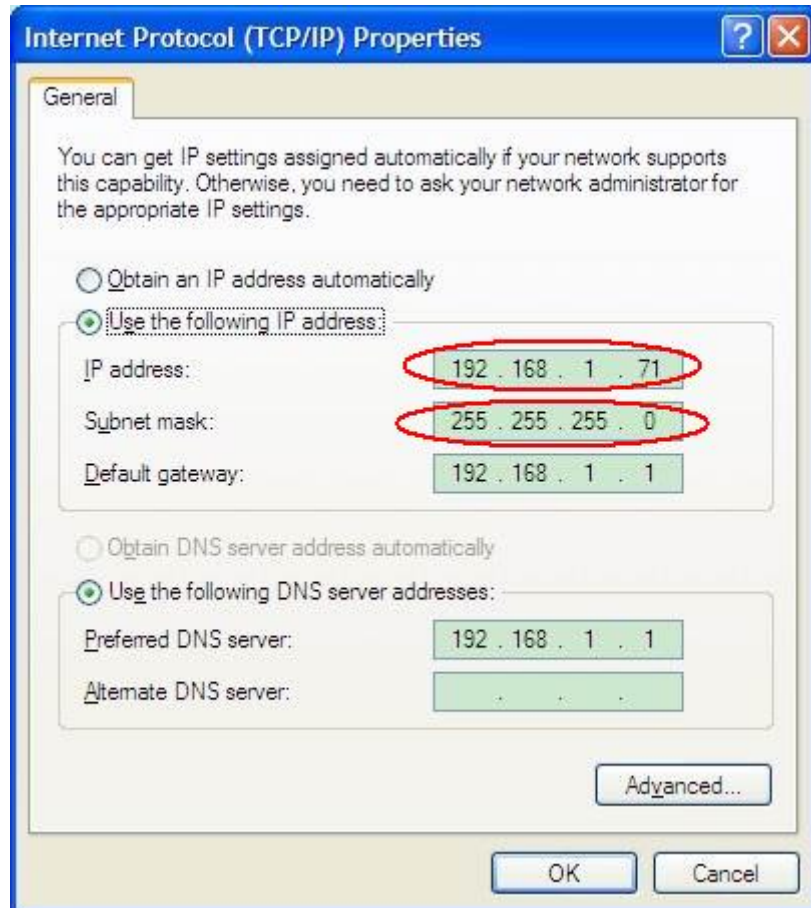 Internet Protocol (TCP/IP) Properties
General
You can get IP settings assigned automatically if your network supports
this capability. Otherwise, you need to ask your network administrator for
the appropriate IP settings.
Obtain an IP address automatically
Use the following IP address:
IP address: 192 . 168 . 1 . 71
Subnet mask: 255 . 255 . 255 . 0
Default gateway: 192 . 168 . 1 . 1
Obtain DNS server address automatically
Use the following DNS server addresses:
Preferred DNS server: 192 . 168 . 1 . 1
Alternate DNS server: . . .
Advanced...
OK Cancel